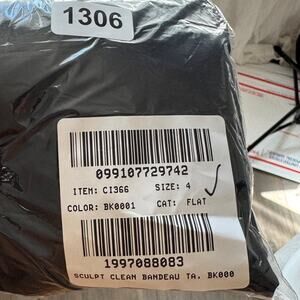 1306
099107729742
ITEM: CI366 SIZE: 4
COLOR: BK0001 CAT: FLAT
1997088083
SCULPT CLEAN BANDEAU TA, BK000